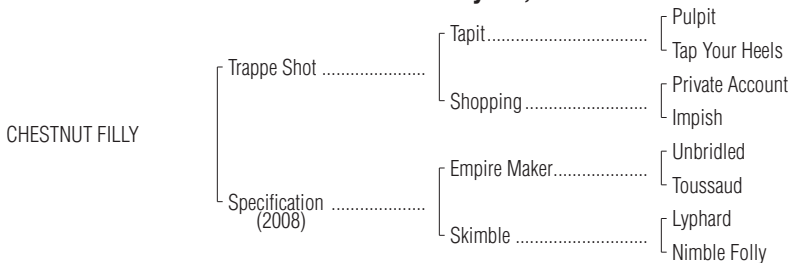 Pulpit
Tapit..................................
Tap Your Heels
Trappe Shot ......................
Private Account
Shopping..........................
Impish
CHESTNUT FILLY
Unbridled
Empire Maker....................
Toussaud
Specification ....................
(2008)
Lyphard
Skimble ............................
Nimble Folly